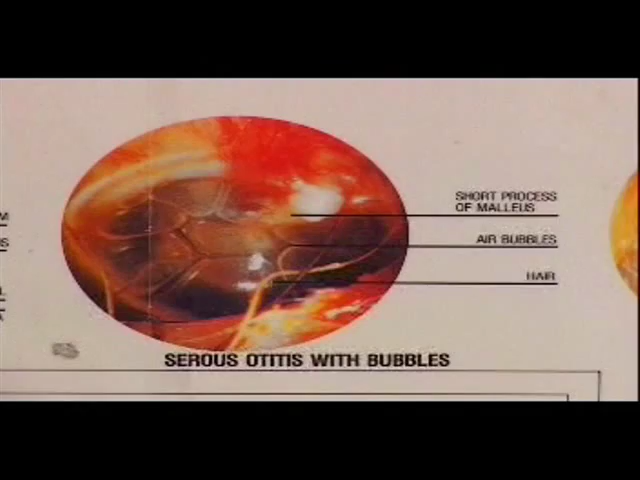 SHORT PROCESS
OF MALLEUS
AIR BUBBLES
HAIR
SEROUS OTITIS WITH BUBBLES